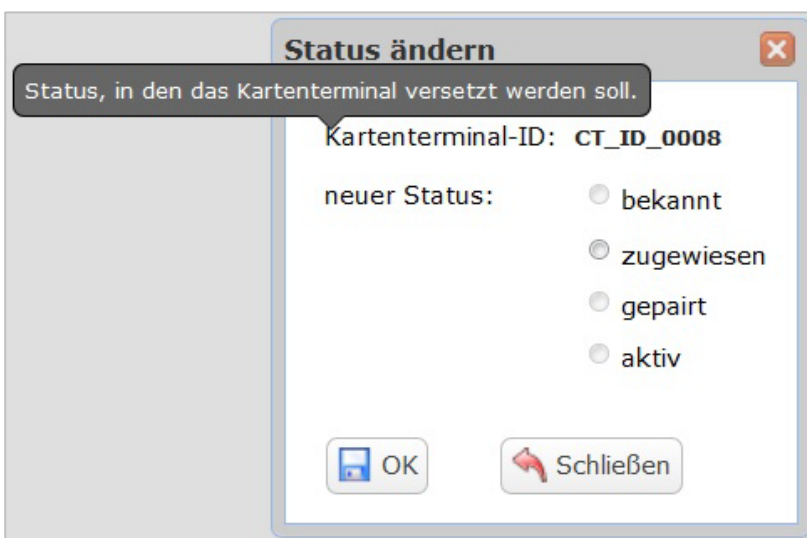 Status ändern
Status, in den das Kartenterminal versetzt werden soll.
Kartenterminal-ID: CT_ID_0008
neuer Status:
bekannt
zugewiesen
gepairt
aktiv
OK
Schließen